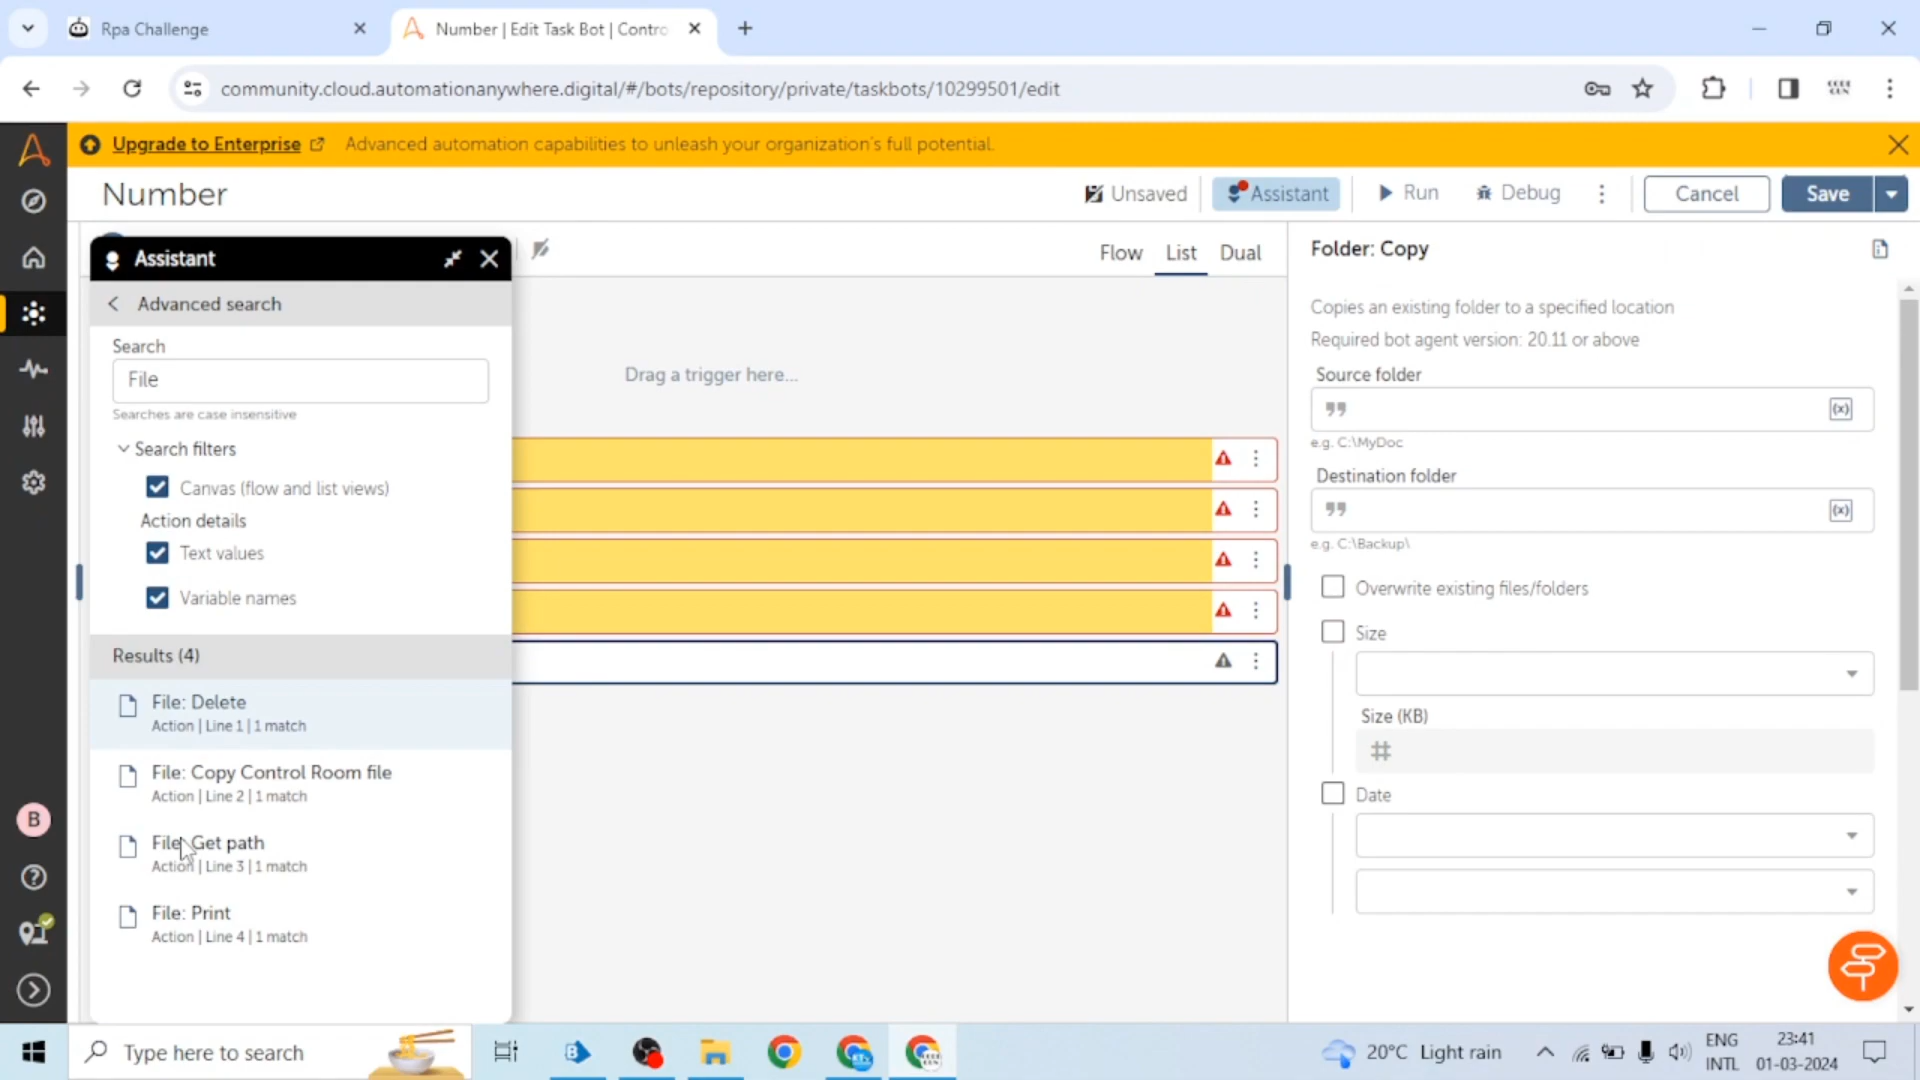 Rpa Challenge
Number | Edit Task Bot | Contro
community.cloud.automationanywhere.digital/#/bots/repository/private/taskbots/10299501/edit
Upgrade to Enterprise Advanced automation capabilities to unleash your organization's full potential.
Number
Unsaved
Assistant
Run
Debug
Cancel
Save
Assistant
Flow
List
Dual
Advanced search
Search
File
Searches are case insensitive
Search filters
Canvas (flow and list views)
Action details
Text values
Variable names
Results (4)
File: Delete
Action | Line 1 | 1 match
File: Copy Control Room file
Action | Line 2 | 1 match
File: Get path
Action | Line 3 | 1 match
File: Print
Action | Line 4 | 1 match
Drag a trigger here...
Folder: Copy
Copies an existing folder to a specified location
Required bot agent version: 20.11 or above
Source folder
(x)
e.g. C:\MyDoc
Destination folder
(x)
e.g. C:\Backup\
Overwrite existing files/folders
Size
Size (KB)
#
Date
B
Type here to search
20°C Light rain
ENG
INTL
23:41
01-03-2024